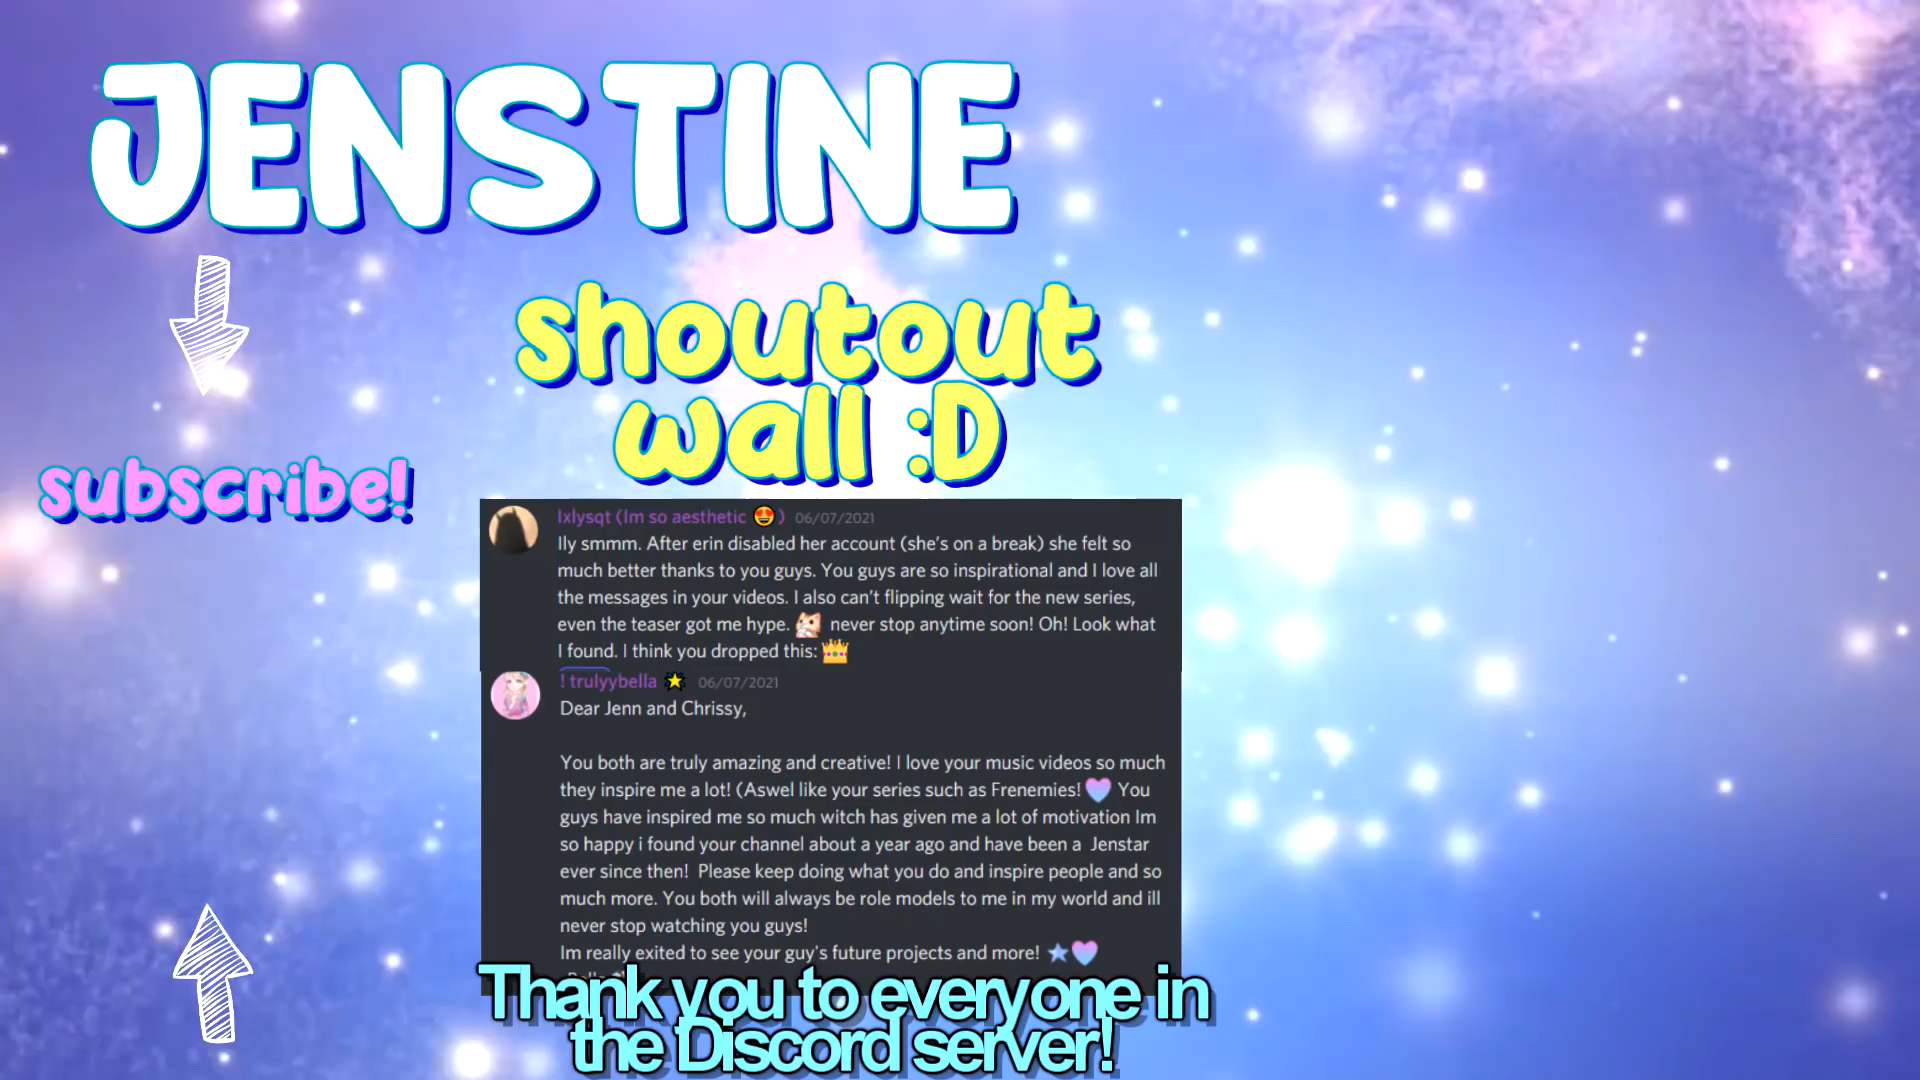 JENSTINE
shoutout
wall :D
subscribe!
lxlysqt (Im so aesthetic 😍 ) 06/07/2021
Ily smmm. After erin disabled her account (she's on a break) she felt so
much better thanks to you guys. You guys are so inspirational and I love all
the messages in your videos. I also can't flipping wait for the new series,
even the teaser got me hype. never stop anytime soon! Oh! Look what
I found. I think you dropped this: 👑
! trulyybella 🌟 06/07/2021
Dear Jenn and Chrissy,
You both are truly amazing and creative! I love your music videos so much
they inspire me a lot! (Aswel like your series such as Frenemies! You
guys have inspired me so much witch has given me a lot of motivation Im
so happy i found your channel about a year ago and have been a Jenstar
ever since then! Please keep doing what you do and inspire people and so
much more. You both will always be role models to me in my world and ill
never stop watching you guys!
Im really exited to see your guy's future projects and more!
Thank you to everyone in
the Discord server!